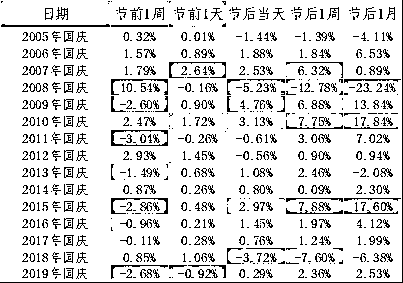 日期 节前1周 节前1天 节后当天 节后1周 节后1月
2005年国庆 0.32% 0.01% -1.44% -1.39% -4.11%
2006年国庆 1.57% 0.89% 1.88% 1.84% 6.53%
2007年国庆 1.79% 2.64% 2.53% 6.32% 0.89%
2008年国庆 10.54% -0.16% -5.23% -12.78% -23.24%
2009年国庆 -2.60% 0.90% 4.76% 6.88% 13.84%
2010年国庆 2.47% 1.72% 3.13% 7.75% 17.84%
2011年国庆 -3.04% -0.26% -0.61% 3.06% 7.02%
2012年国庆 2.93% 1.45% -0.56% 0.90% 0.94%
2013年国庆 -1.49% 0.68% 1.08% 2.46% -2.08%
2014年国庆 0.87% 0.26% 0.80% 0.09% 2.30%
2015年国庆 -2.86% 0.48% 2.97% 7.88% 17.60%
2016年国庆 -0.96% 0.21% 1.45% 1.97% 4.12%
2017年国庆 -0.11% 0.28% 0.76% 1.24% 1.99%
2018年国庆 0.85% 1.06% -3.72% -7.60% -6.38%
2019年国庆 -2.68% -0.92% 0.29% 2.36% 2.53%